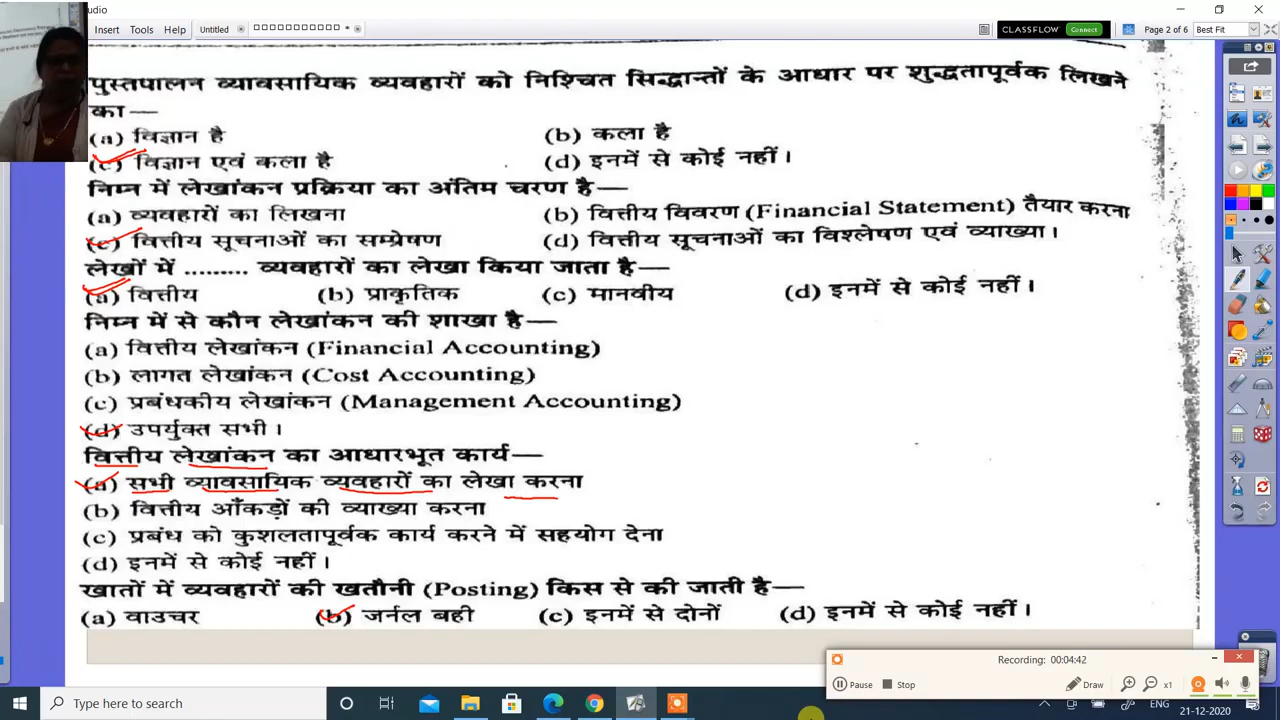 udio
Insert Tools Help Untitled
CLASSFLOW Connect
Page 2 of 6 Best Fit
पुस्तपालन व्यावसायिक व्यवहारों को निश्चित सिद्धान्तों के आधार पर शुद्धतापूर्वक लिखने
का—
(a) विज्ञान है (b) कला है
(c) विज्ञान एवं कला है (d) इनमें से कोई नहीं।
निम्न में लेखांकन प्रक्रिया का अंतिम चरण है—
(a) व्यवहारों का लिखना (b) वित्तीय विवरण (Financial Statement) तैयार करना
(c) वित्तीय सूचनाओं का सम्प्रेषण (d) वित्तीय सूचनाओं का विश्लेषण एवं व्याख्या।
लेखों में ......... व्यवहारों का लेखा किया जाता है—
(a) वित्तीय (b) प्राकृतिक (c) मानवीय (d) इनमें से कोई नहीं।
निम्न में से कौन लेखांकन की शाखा है—
(a) वित्तीय लेखांकन (Financial Accounting)
(b) लागत लेखांकन (Cost Accounting)
(c) प्रबंधकीय लेखांकन (Management Accounting)
(d) उपर्युक्त सभी।
वित्तीय लेखांकन का आधारभूत कार्य—
(a) सभी व्यावसायिक व्यवहारों का लेखा करना
(b) वित्तीय आँकड़ों की व्याख्या करना
(c) प्रबंध को कुशलतापूर्वक कार्य करने में सहयोग देना
(d) इनमें से कोई नहीं।
खातों में व्यवहारों की खतौनी (Posting) किस से की जाती है—
(a) वाउचर (b) जर्नल बही (c) इनमें से दोनों (d) इनमें से कोई नहीं।
Recording: 00:04:42
Pause Stop Draw x1
Type here to search
ENG 21-12-2020